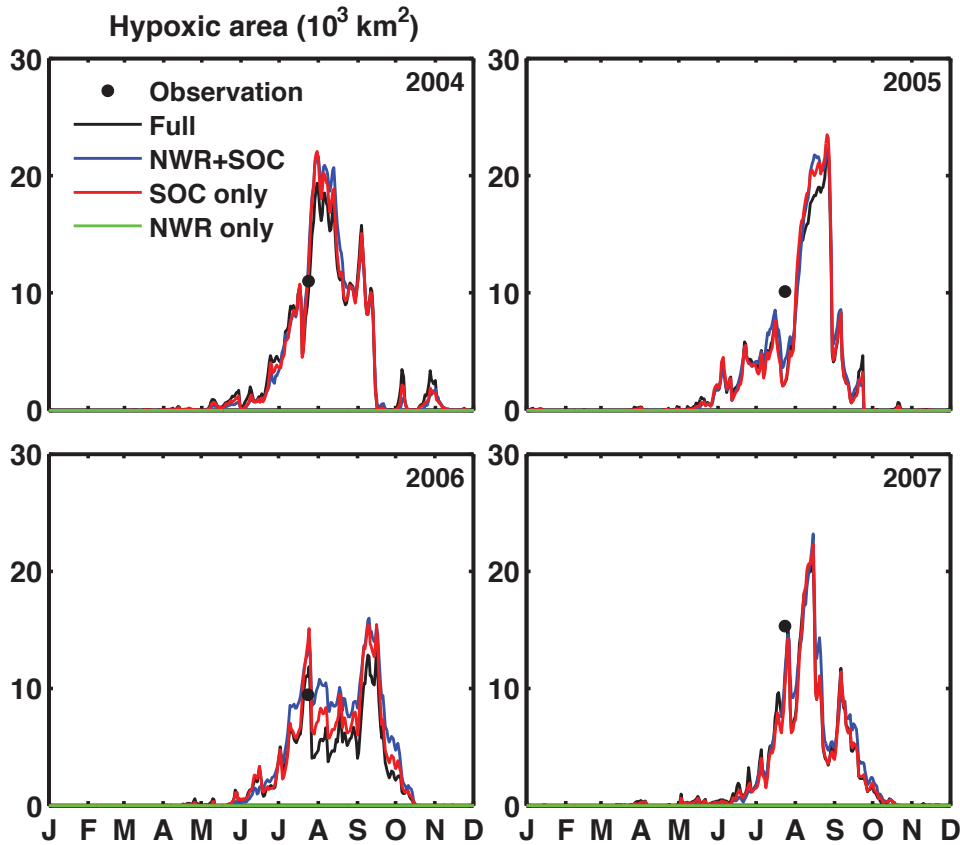 Hypoxic area (10³ km²)
30
20
10
0
2004
Observation
Full
NWR+SOC
SOC only
NWR only
30
20
10
0
2005
30
20
10
0
2006
J F M A M J J A S O N D
30
20
10
0
2007
J F M A M J J A S O N D